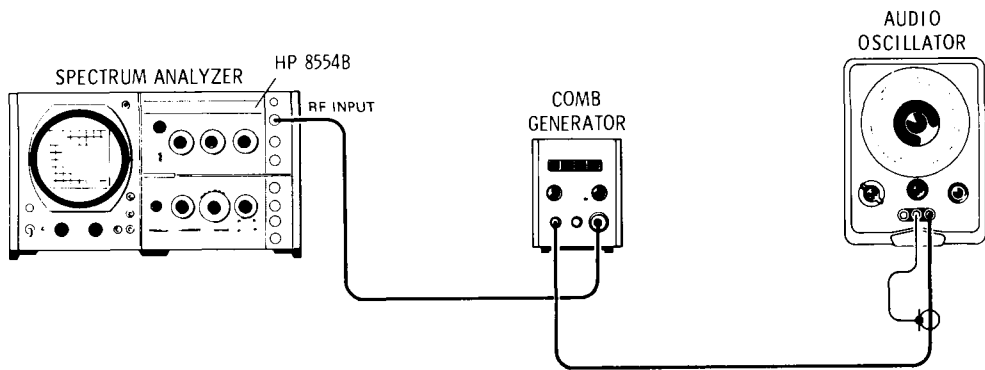 AUDIO
OSCILLATOR
HP 8554B
SPECTRUM ANALYZER
RF INPUT
COMB
GENERATOR